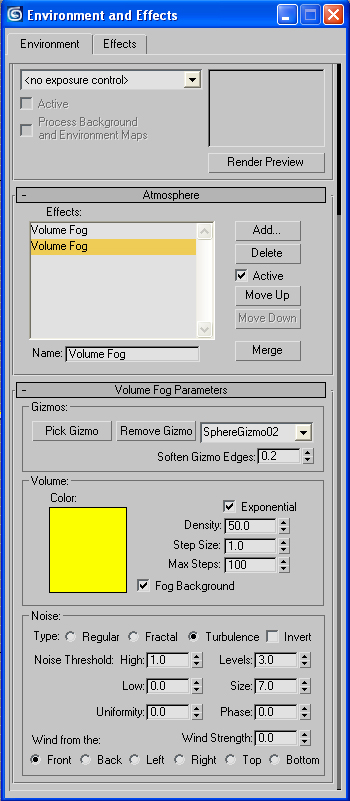 Environment and Effects
Environment Effects
<no exposure control>
Active
Process Background
and Environment Maps
Render Preview
- Atmosphere
Effects:
Volume Fog
Volume Fog
Add...
Delete
Active
Move Up
Move Down
Name: Volume Fog
Merge
- Volume Fog Parameters
Gizmos:
Pick Gizmo Remove Gizmo SphereGizmo02
Soften Gizmo Edges: 0.2
Volume:
Color:
Exponential
Density: 50.0
Step Size: 1.0
Max Steps: 100
Fog Background
Noise:
Type: Regular Fractal Turbulence Invert
Noise Threshold: High: 1.0 Levels: 3.0
Low: 0.0 Size: 7.0
Uniformity: 0.0 Phase: 0.0
Wind from the: Wind Strength: 0.0
Front Back Left Right Top Bottom